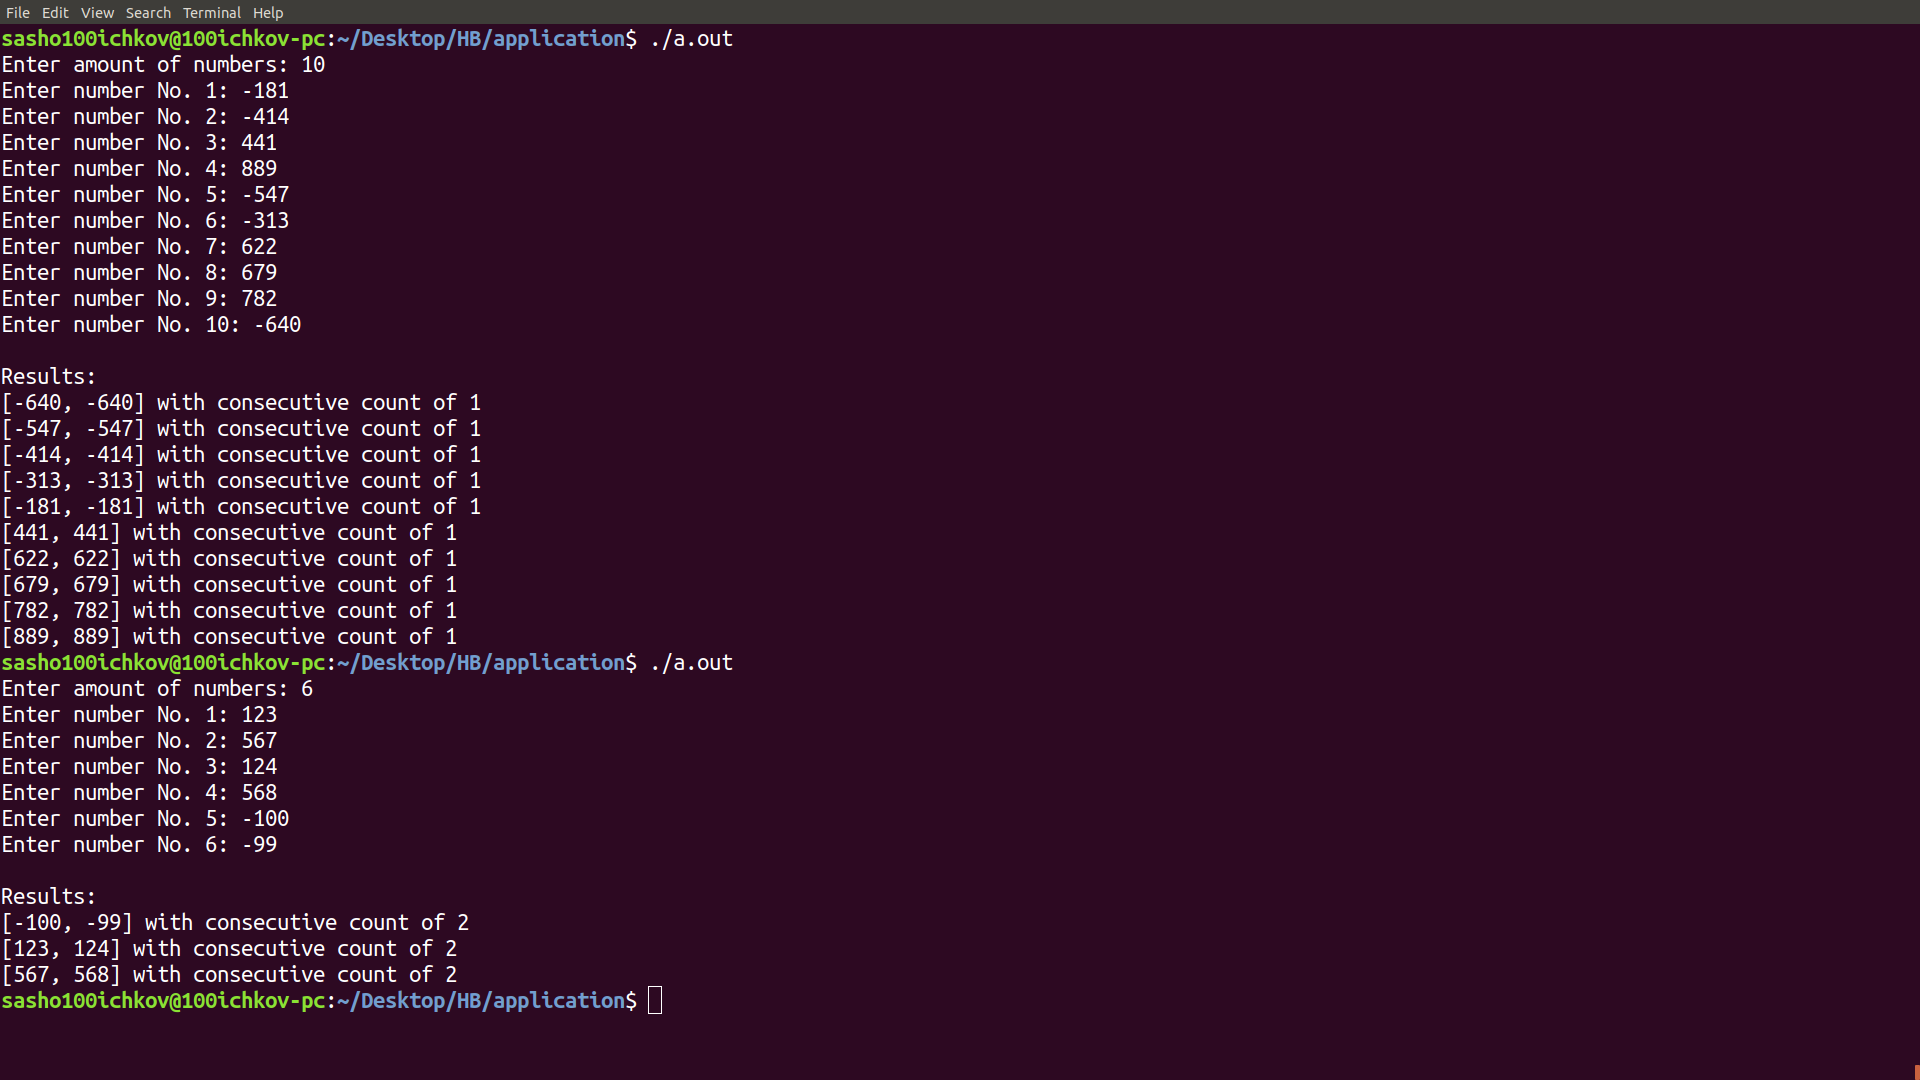 File Edit View Search Terminal Help
sasho100ichkov@100ichkov-pc:~/Desktop/HB/application$ ./a.out
Enter amount of numbers: 10
Enter number No. 1: -181
Enter number No. 2: -414
Enter number No. 3: 441
Enter number No. 4: 889
Enter number No. 5: -547
Enter number No. 6: -313
Enter number No. 7: 622
Enter number No. 8: 679
Enter number No. 9: 782
Enter number No. 10: -640
Results:
[-640, -640] with consecutive count of 1
[-547, -547] with consecutive count of 1
[-414, -414] with consecutive count of 1
[-313, -313] with consecutive count of 1
[-181, -181] with consecutive count of 1
[441, 441] with consecutive count of 1
[622, 622] with consecutive count of 1
[679, 679] with consecutive count of 1
[782, 782] with consecutive count of 1
[889, 889] with consecutive count of 1
sasho100ichkov@100ichkov-pc:~/Desktop/HB/application$ ./a.out
Enter amount of numbers: 6
Enter number No. 1: 123
Enter number No. 2: 567
Enter number No. 3: 124
Enter number No. 4: 568
Enter number No. 5: -100
Enter number No. 6: -99
Results:
[-100, -99] with consecutive count of 2
[123, 124] with consecutive count of 2
[567, 568] with consecutive count of 2
sasho100ichkov@100ichkov-pc:~/Desktop/HB/application$